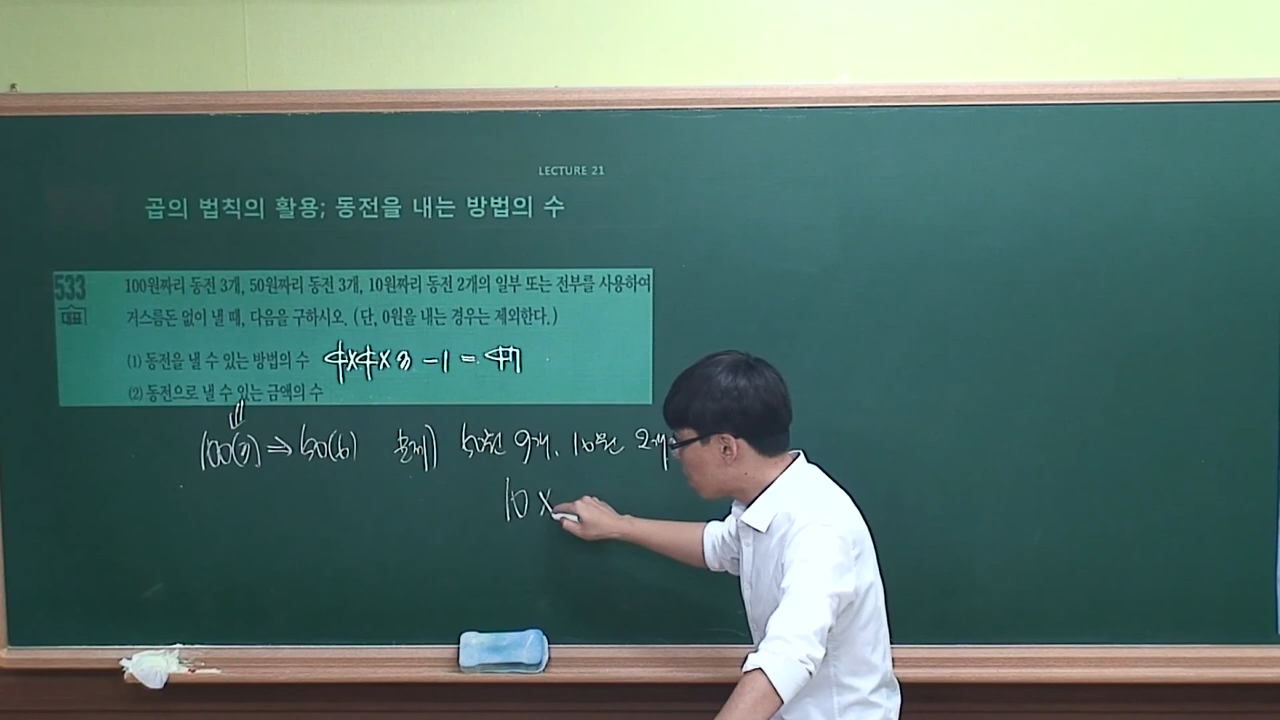 LECTURE 21
곱의 법칙의 활용; 동전을 내는 방법의 수
533 100원짜리 동전 3개, 50원짜리 동전 3개, 10원짜리 동전 2개의 일부 또는 전부를 사용하여
대표 거스름돈 없이 낼 때, 다음을 구하시오. (단, 0원을 내는 경우는 제외한다.)
(1) 동전을 낼 수 있는 방법의 수 4×4×3 -1 = 47
(2) 동전으로 낼 수 있는 금액의 수
100(3) ⇒ 50(6) 50원 9개, 10원 2개
10 ×